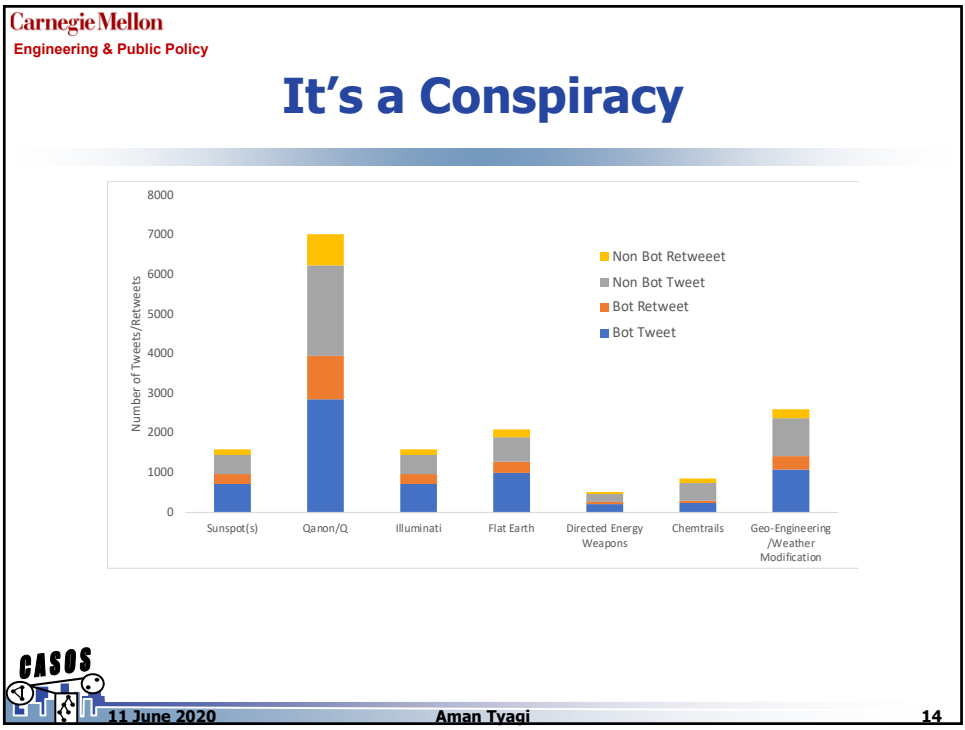 Carnegie Mellon
Engineering & Public Policy
It's a Conspiracy
8000
7000
6000
5000
4000
3000
2000
1000
0
Number of Tweets/Retweets
Non Bot Retweeet
Non Bot Tweet
Bot Retweet
Bot Tweet
Sunspot(s)
Qanon/Q
Illuminati
Flat Earth
Directed Energy
Weapons
Chemtrails
Geo-Engineering
/Weather
Modification
CASOS
11 June 2020
Aman Tyagi
14